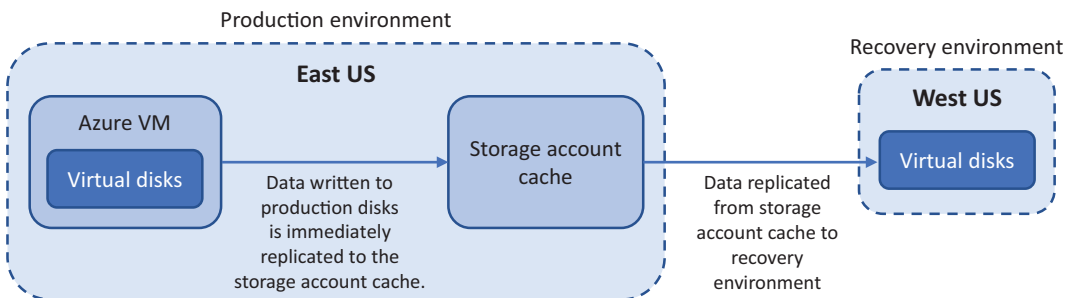 Production environment
East US
Azure VM
Virtual disks
Data written to
production disks
is immediately
replicated to the
storage account cache.
Storage account
cache
Data replicated
from storage
account cache to
recovery
environment
Recovery environment
West US
Virtual disks